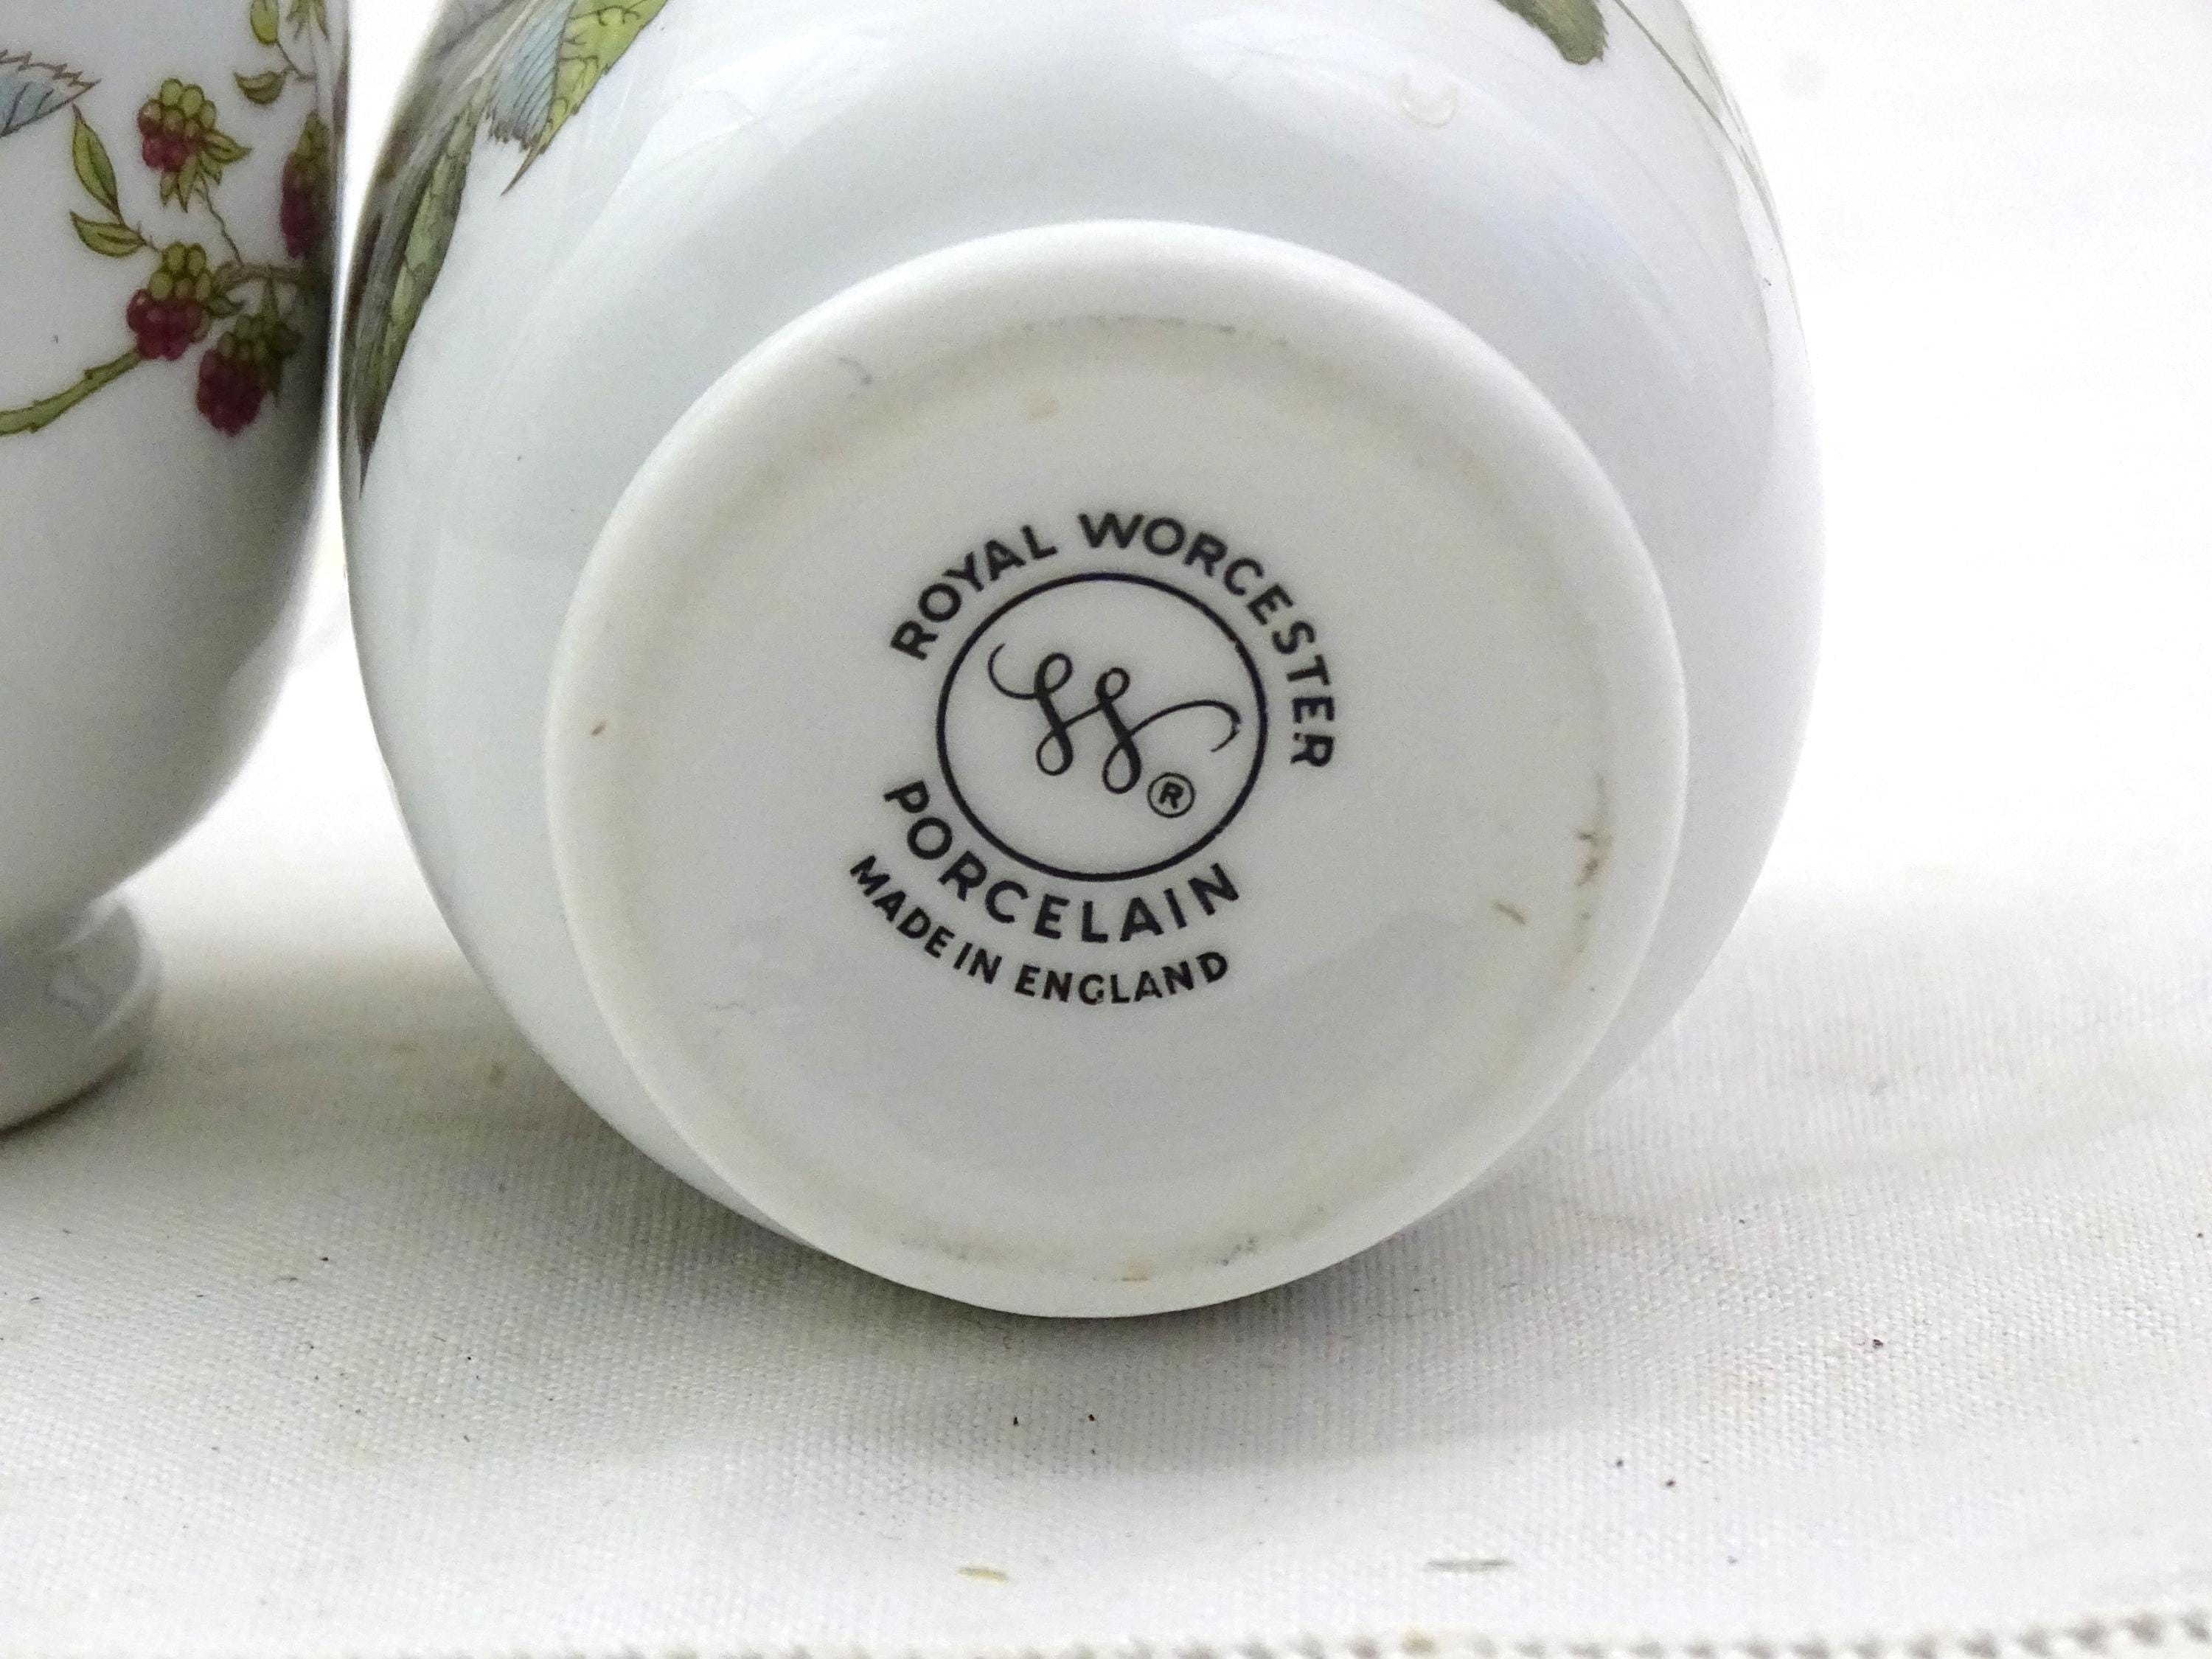 ROYAL WORCESTER
W®
PORCELAIN
MADE IN ENGLAND